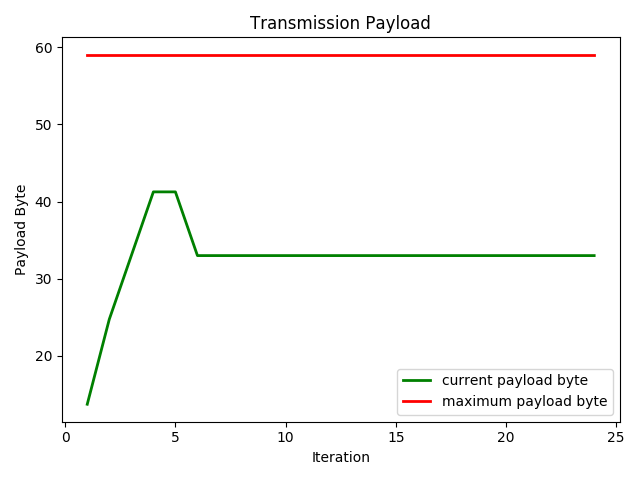 Transmission Payload
60
50
40
30
20
Payload Byte
0
5
10
15
20
25
Iteration
current payload byte
maximum payload byte